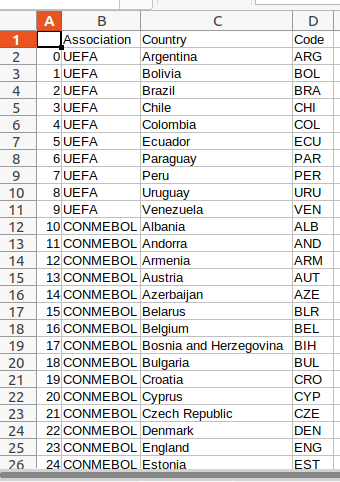 A B C D
1 Association Country Code
2 0 UEFA Argentina ARG
3 1 UEFA Bolivia BOL
4 2 UEFA Brazil BRA
5 3 UEFA Chile CHI
6 4 UEFA Colombia COL
7 5 UEFA Ecuador ECU
8 6 UEFA Paraguay PAR
9 7 UEFA Peru PER
10 8 UEFA Uruguay URU
11 9 UEFA Venezuela VEN
12 10 CONMEBOL Albania ALB
13 11 CONMEBOL Andorra AND
14 12 CONMEBOL Armenia ARM
15 13 CONMEBOL Austria AUT
16 14 CONMEBOL Azerbaijan AZE
17 15 CONMEBOL Belarus BLR
18 16 CONMEBOL Belgium BEL
19 17 CONMEBOL Bosnia and Herzegovina BIH
20 18 CONMEBOL Bulgaria BUL
21 19 CONMEBOL Croatia CRO
22 20 CONMEBOL Cyprus CYP
23 21 CONMEBOL Czech Republic CZE
24 22 CONMEBOL Denmark DEN
25 23 CONMEBOL England ENG
26 24 CONMEBOL Estonia EST